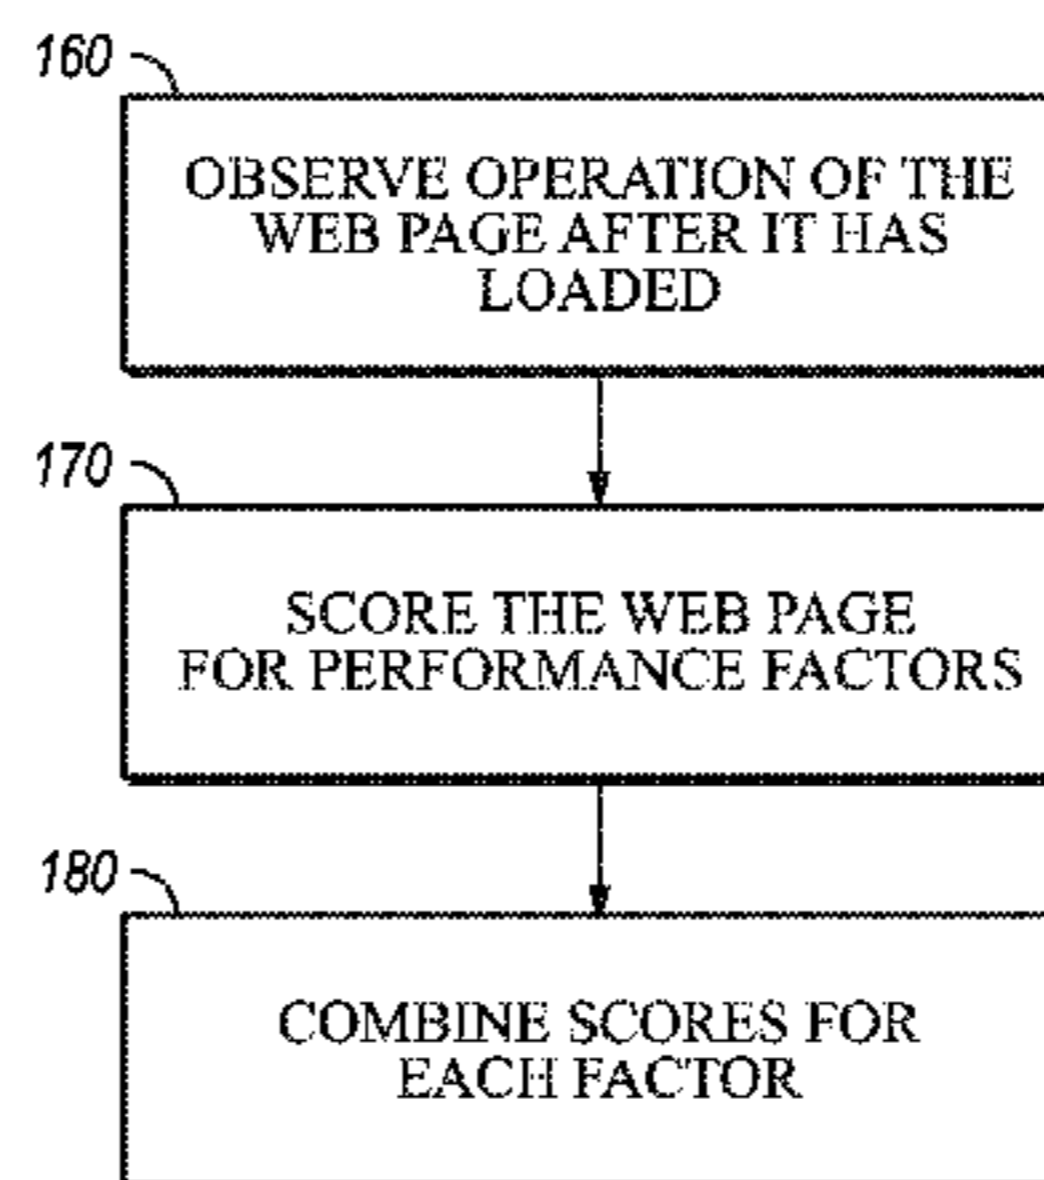 160
OBSERVE OPERATION OF THE
WEB PAGE AFTER IT HAS
LOADED
170
SCORE THE WEB PAGE
FOR PERFORMANCE FACTORS
180
COMBINE SCORES FOR
EACH FACTOR